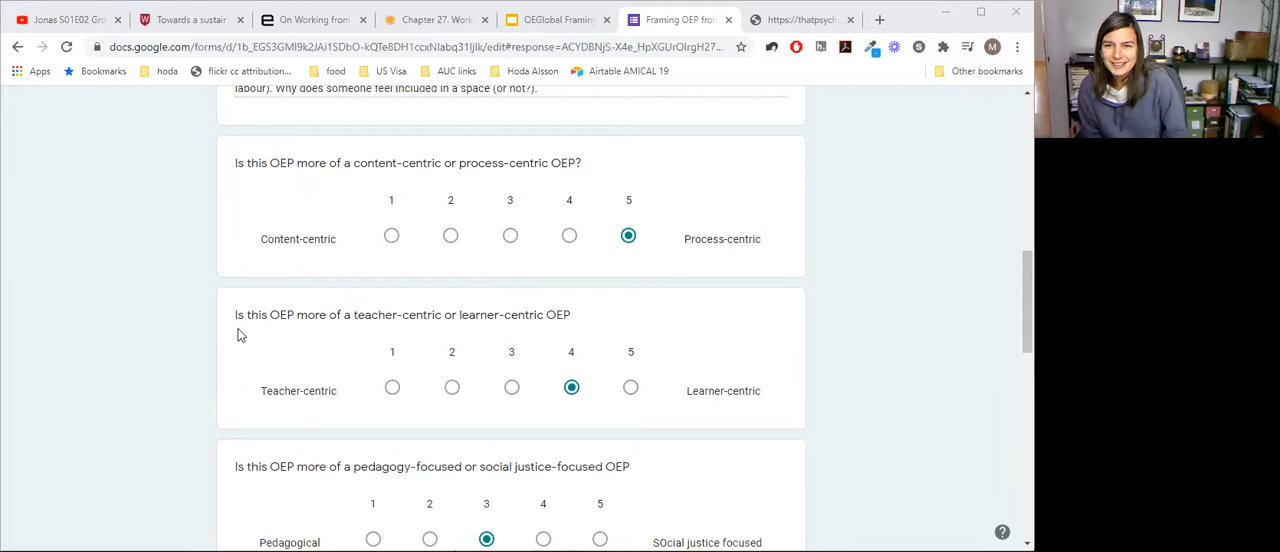 Jonas S01E02 Gro
Towards a sustain
On Working from
Chapter 27. Work
OEGlobal Framing
Framing OEP from
https://thatpsych
docs.google.com/forms/d/1b_EGS3GMl9k2JAi1SDbO-kQTe8DH1cstNilabq31ljlk/edit#response=ACYDBNjS-X4e_HpXGUrOIrgH27...
M
Apps
Bookmarks
hoda
flickr cc attribution...
food
US Visa
AUC links
Hoda Alsson
Airtable AMICAL 19
Other bookmarks
labour). Why does someone feel included in a space (or not?).
Is this OEP more of a content-centric or process-centric OEP?
1 2 3 4 5
Content-centric Process-centric
Is this OEP more of a teacher-centric or learner-centric OEP
1 2 3 4 5
Teacher-centric Learner-centric
Is this OEP more of a pedagogy-focused or social justice-focused OEP
1 2 3 4 5
Pedagogical SOcial justice focused